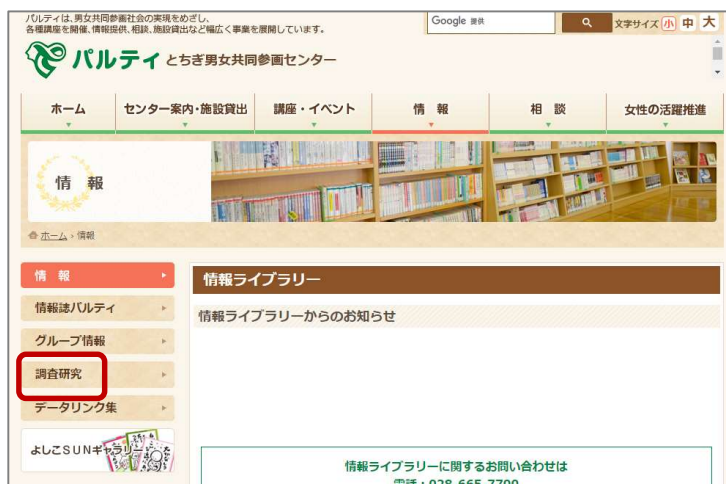 パルティは、男女共同参画社会の実現をめざし、
各種講座を開催、情報提供、相談、施設貸出など幅広く事業を展開しています。
Google 提供
文字サイズ 小 中 大
パルティ とちぎ男女共同参画センター
ホーム
センター案内・施設貸出
講座・イベント
情 報
相 談
女性の活躍推進
情 報
ホーム › 情報
情 報
情報誌パルティ
グループ情報
調査研究
データリンク集
よしこSUNギャラリー
情報ライブラリー
情報ライブラリーからのお知らせ
情報ライブラリーに関するお問い合わせは
電話：028-665-7700